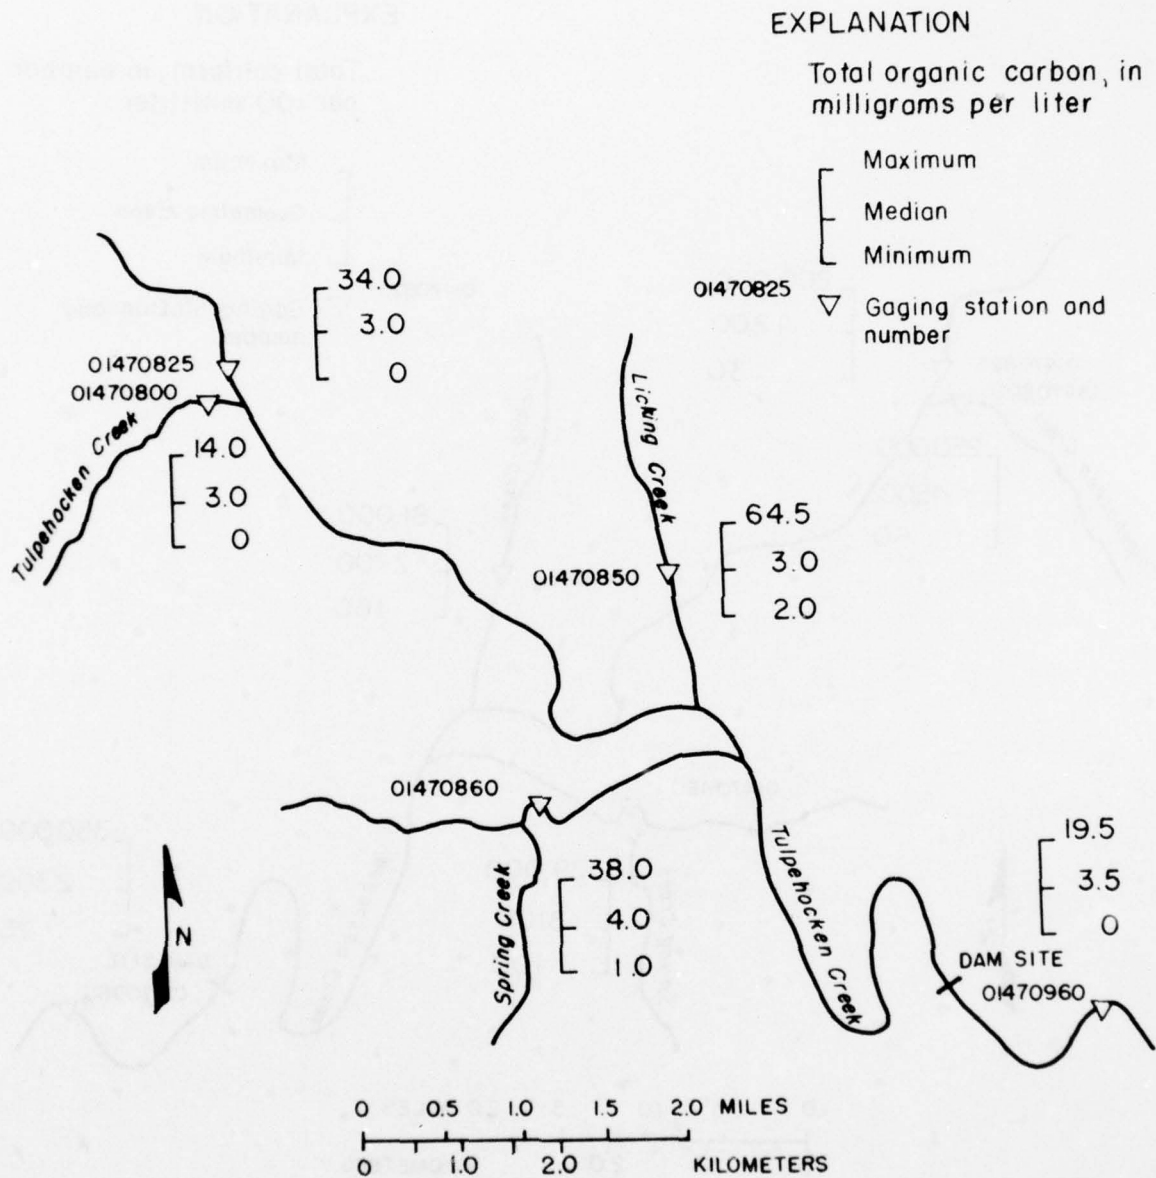 EXPLANATION
Total organic carbon, in
milligrams per liter
Maximum
Median
Minimum
01470825
Gaging station and
number
34.0
3.0
0
01470825
01470800
Tulpehocken Creek
14.0
3.0
0
Licking Creek
64.5
3.0
2.0
01470850
01470860
Spring Creek
38.0
4.0
1.0
Tulpehocken Creek
19.5
3.5
0
DAM SITE
01470960
N
0 0.5 1.0 1.5 2.0 MILES
0 1.0 2.0 KILOMETERS